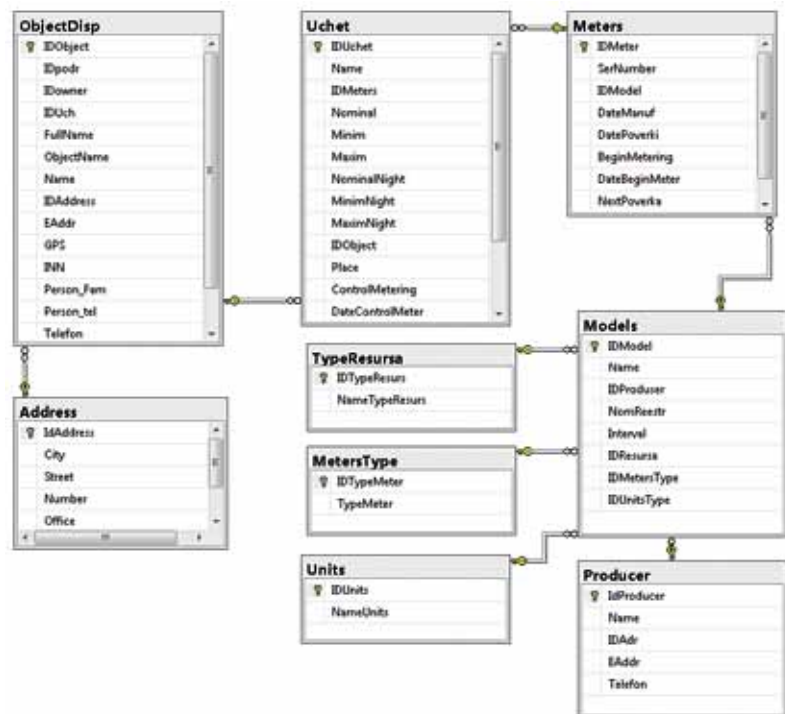 ObjectDisp
IDObject
IDpodr
IDowner
IDUch
FullName
ObjectName
Name
IDAddress
EAddr
GPS
INN
Person_Fam
Person_tel
Telefon
Uchet
IDUchet
Name
IDMeters
Nominal
Minim
Maxim
NominalNight
MinimNight
MaximNight
IDObject
Place
ControlMetering
DateControlMeter
Meters
IDMeter
SerNumber
IDModel
DateManuf
DatePoverki
BeginMetering
DateBeginMeter
NextPoverka
Address
IdAddress
City
Street
Number
Office
TypeResursa
IDTypeResurs
NameTypeResurs
MetersType
IDTypeMeter
TypeMeter
Units
IDUnits
NameUnits
Models
IDModel
Name
IDProduser
NomReestr
Interval
IDResursa
IDMetersType
IDUnitsType
Producer
IdProducer
Name
IDAdr
EAddr
Telefon